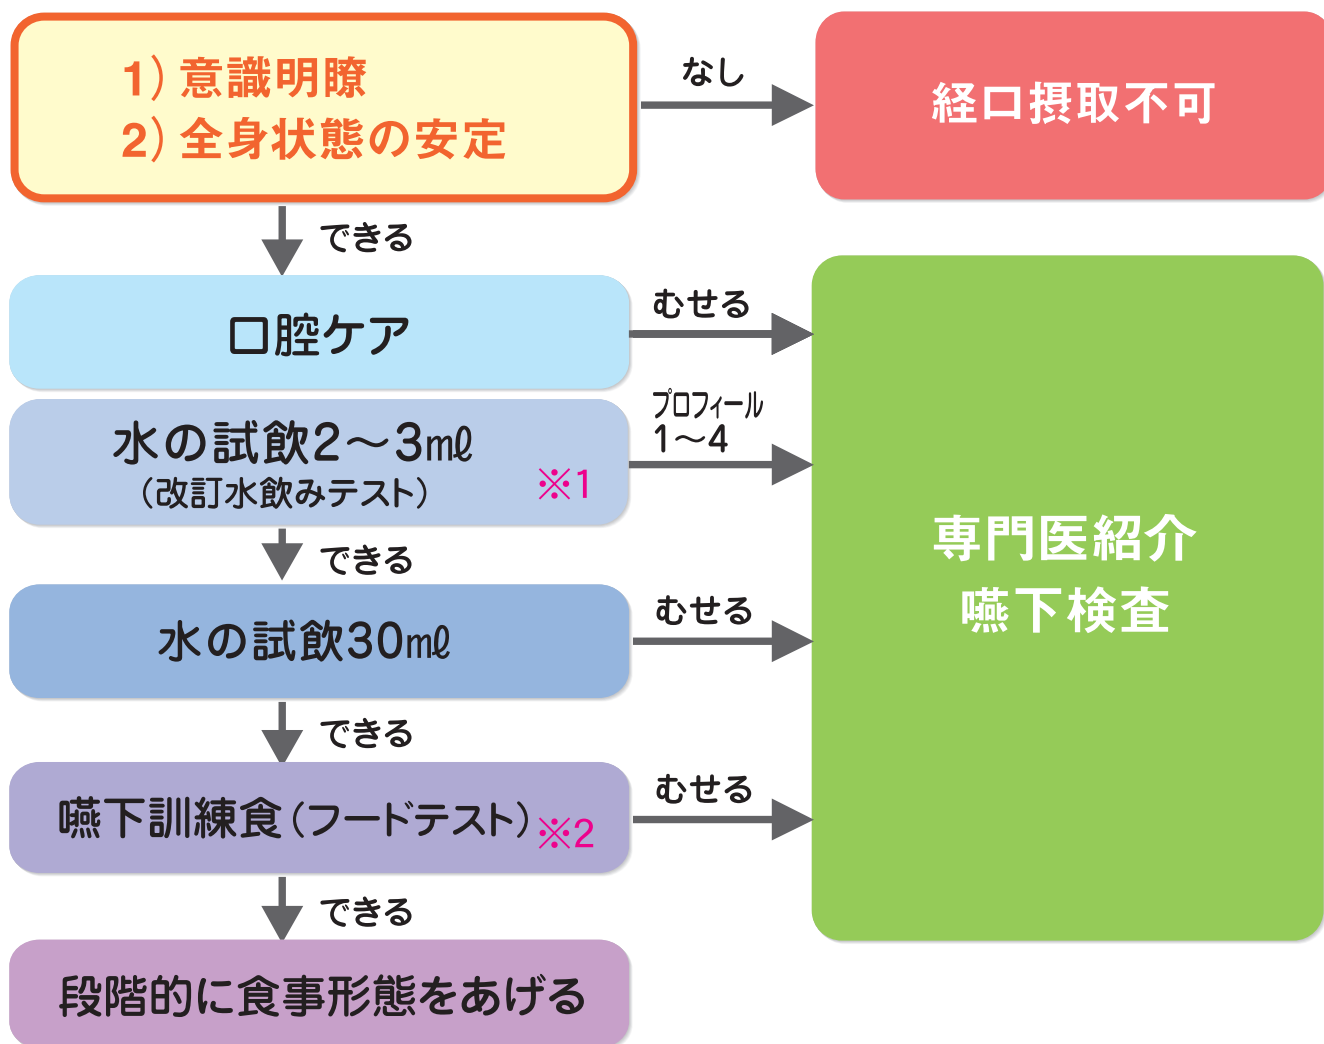 1）意識明瞭
2）全身状態の安定
なし
経口摂取不可
できる
口腔ケア
むせる
水の試飲2～3㎖
（改訂水飲みテスト）
※1
プロフィール
1～4
専門医紹介
嚥下検査
できる
水の試飲30㎖
むせる
できる
嚥下訓練食（フードテスト）※2
むせる
できる
段階的に食事形態をあげる